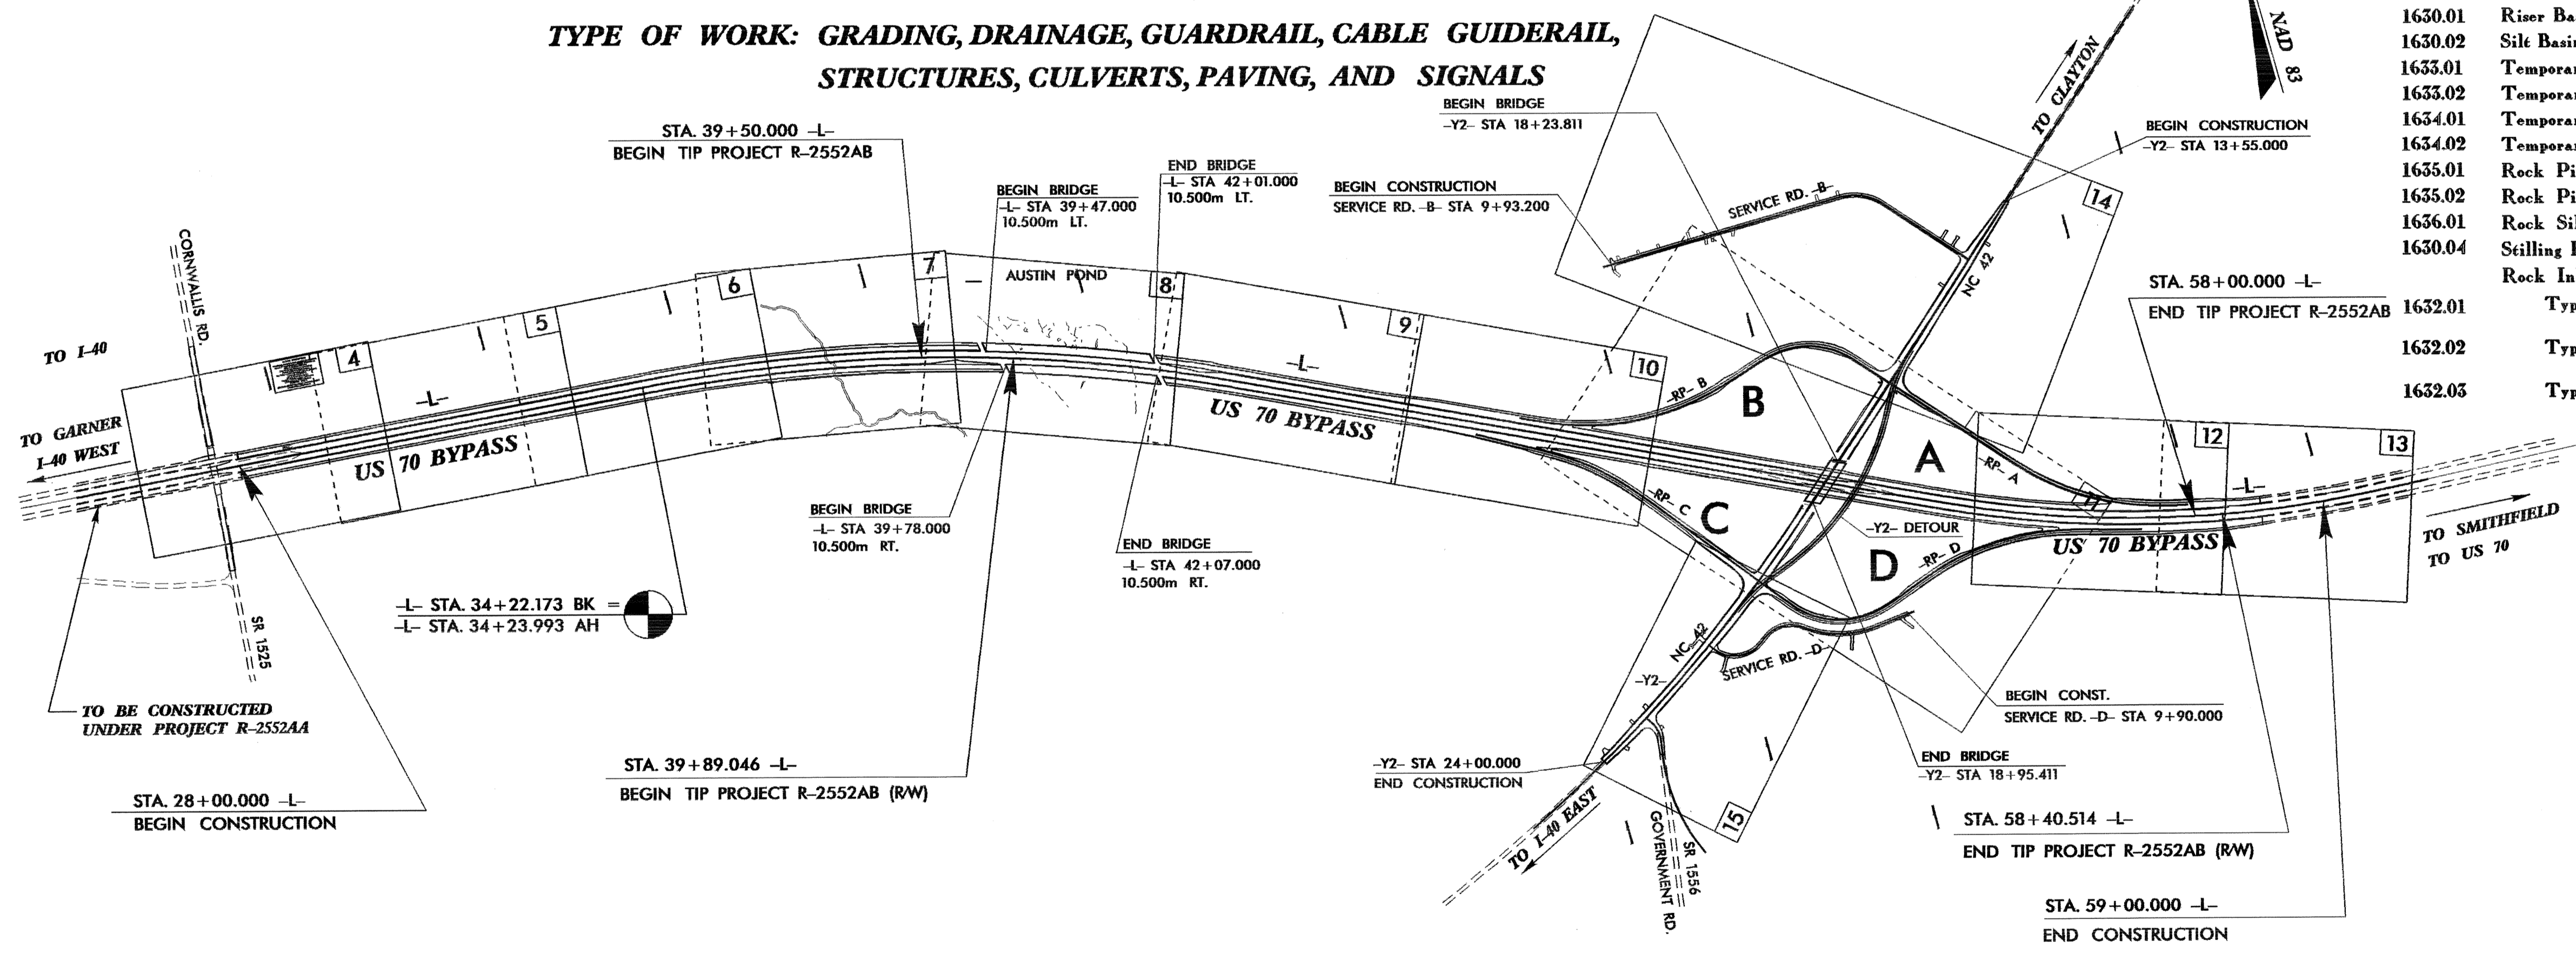 TYPE OF WORK: GRADING, DRAINAGE, GUARDRAIL, CABLE GUIDERAIL,
STRUCTURES, CULVERTS, PAVING, AND SIGNALS
STA. 39+50.000 -L-
BEGIN TIP PROJECT R-2552AB
BEGIN BRIDGE
-L- STA 39+47.000
10.500m LT.
END BRIDGE
-L- STA 42+01.000
10.500m LT.
BEGIN BRIDGE
-Y2- STA 18+23.811
BEGIN CONSTRUCTION
SERVICE RD. -B- STA 9+93.200
SERVICE RD. -B-
TO CLAYTON
BEGIN CONSTRUCTION
-Y2- STA 13+55.000
NAD 83
1630.01 Riser Ba
1630.02 Silt Basi
1633.01 Tempora
1633.02 Tempora
1634.01 Tempora
1634.02 Tempora
1635.01 Rock Pi
1635.02 Rock Pi
1636.01 Rock Si
1630.04 Stilling
Rock In
1632.01 Typ
1632.02 Typ
1632.03 Typ
STA. 58+00.000 -L-
END TIP PROJECT R-2552AB
CORNWALLIS RD.
TO I-40
TO GARNER
I-40 WEST
4
5
6
7
8
9
10
11
12
13
14
15
AUSTIN POND
-L-
-L-
-L-
US 70 BYPASS
US 70 BYPASS
US 70 BYPASS
NC 42
-RP- B
B
A
-RP- A
-RP- C
C
D
-RP- D
-Y2- DETOUR
TO SMITHFIELD
TO US 70
BEGIN BRIDGE
-L- STA 39+78.000
10.500m RT.
END BRIDGE
-L- STA 42+07.000
10.500m RT.
-L- STA. 34+22.173 BK =
-L- STA. 34+23.993 AH
SR 1525
NC 42
-Y2-
SERVICE RD. -D-
BEGIN CONST.
SERVICE RD. -D- STA 9+90.000
TO BE CONSTRUCTED
UNDER PROJECT R-2552AA
STA. 28+00.000 -L-
BEGIN CONSTRUCTION
STA. 39+89.046 -L-
BEGIN TIP PROJECT R-2552AB (R/W)
-Y2- STA 24+00.000
END CONSTRUCTION
END BRIDGE
-Y2- STA 18+95.411
TO I-40 EAST
SR 1556
GOVERNMENT RD.
STA. 58+40.514 -L-
END TIP PROJECT R-2552AB (R/W)
STA. 59+00.000 -L-
END CONSTRUCTION